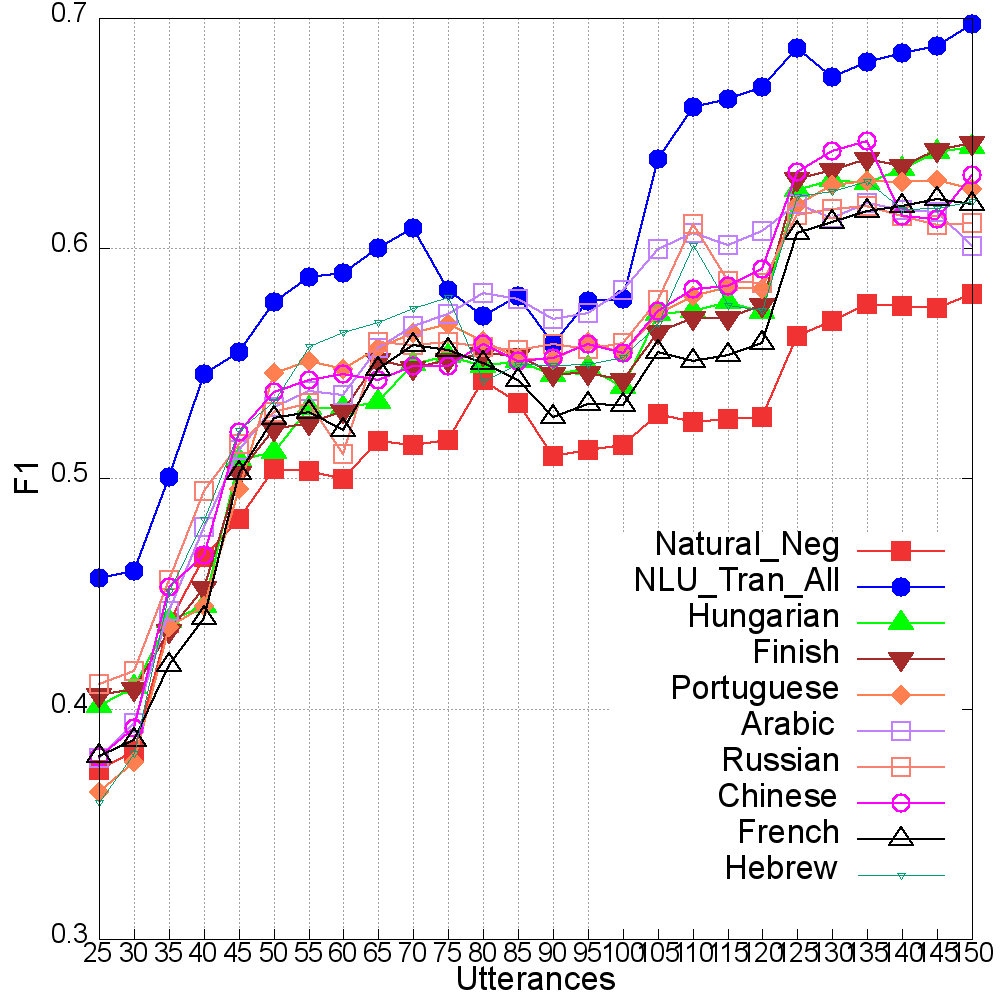 0.7
0.6
0.5
0.4
0.3
F1
Natural_Neg
NLU_Tran_All
Hungarian
Finish
Portuguese
Arabic
Russian
Chinese
French
Hebrew
25 30 35 40 45 50 55 60 65 70 75 80 85 90 95 100 105 110 115 120 125 130 135 140 145 150
Utterances